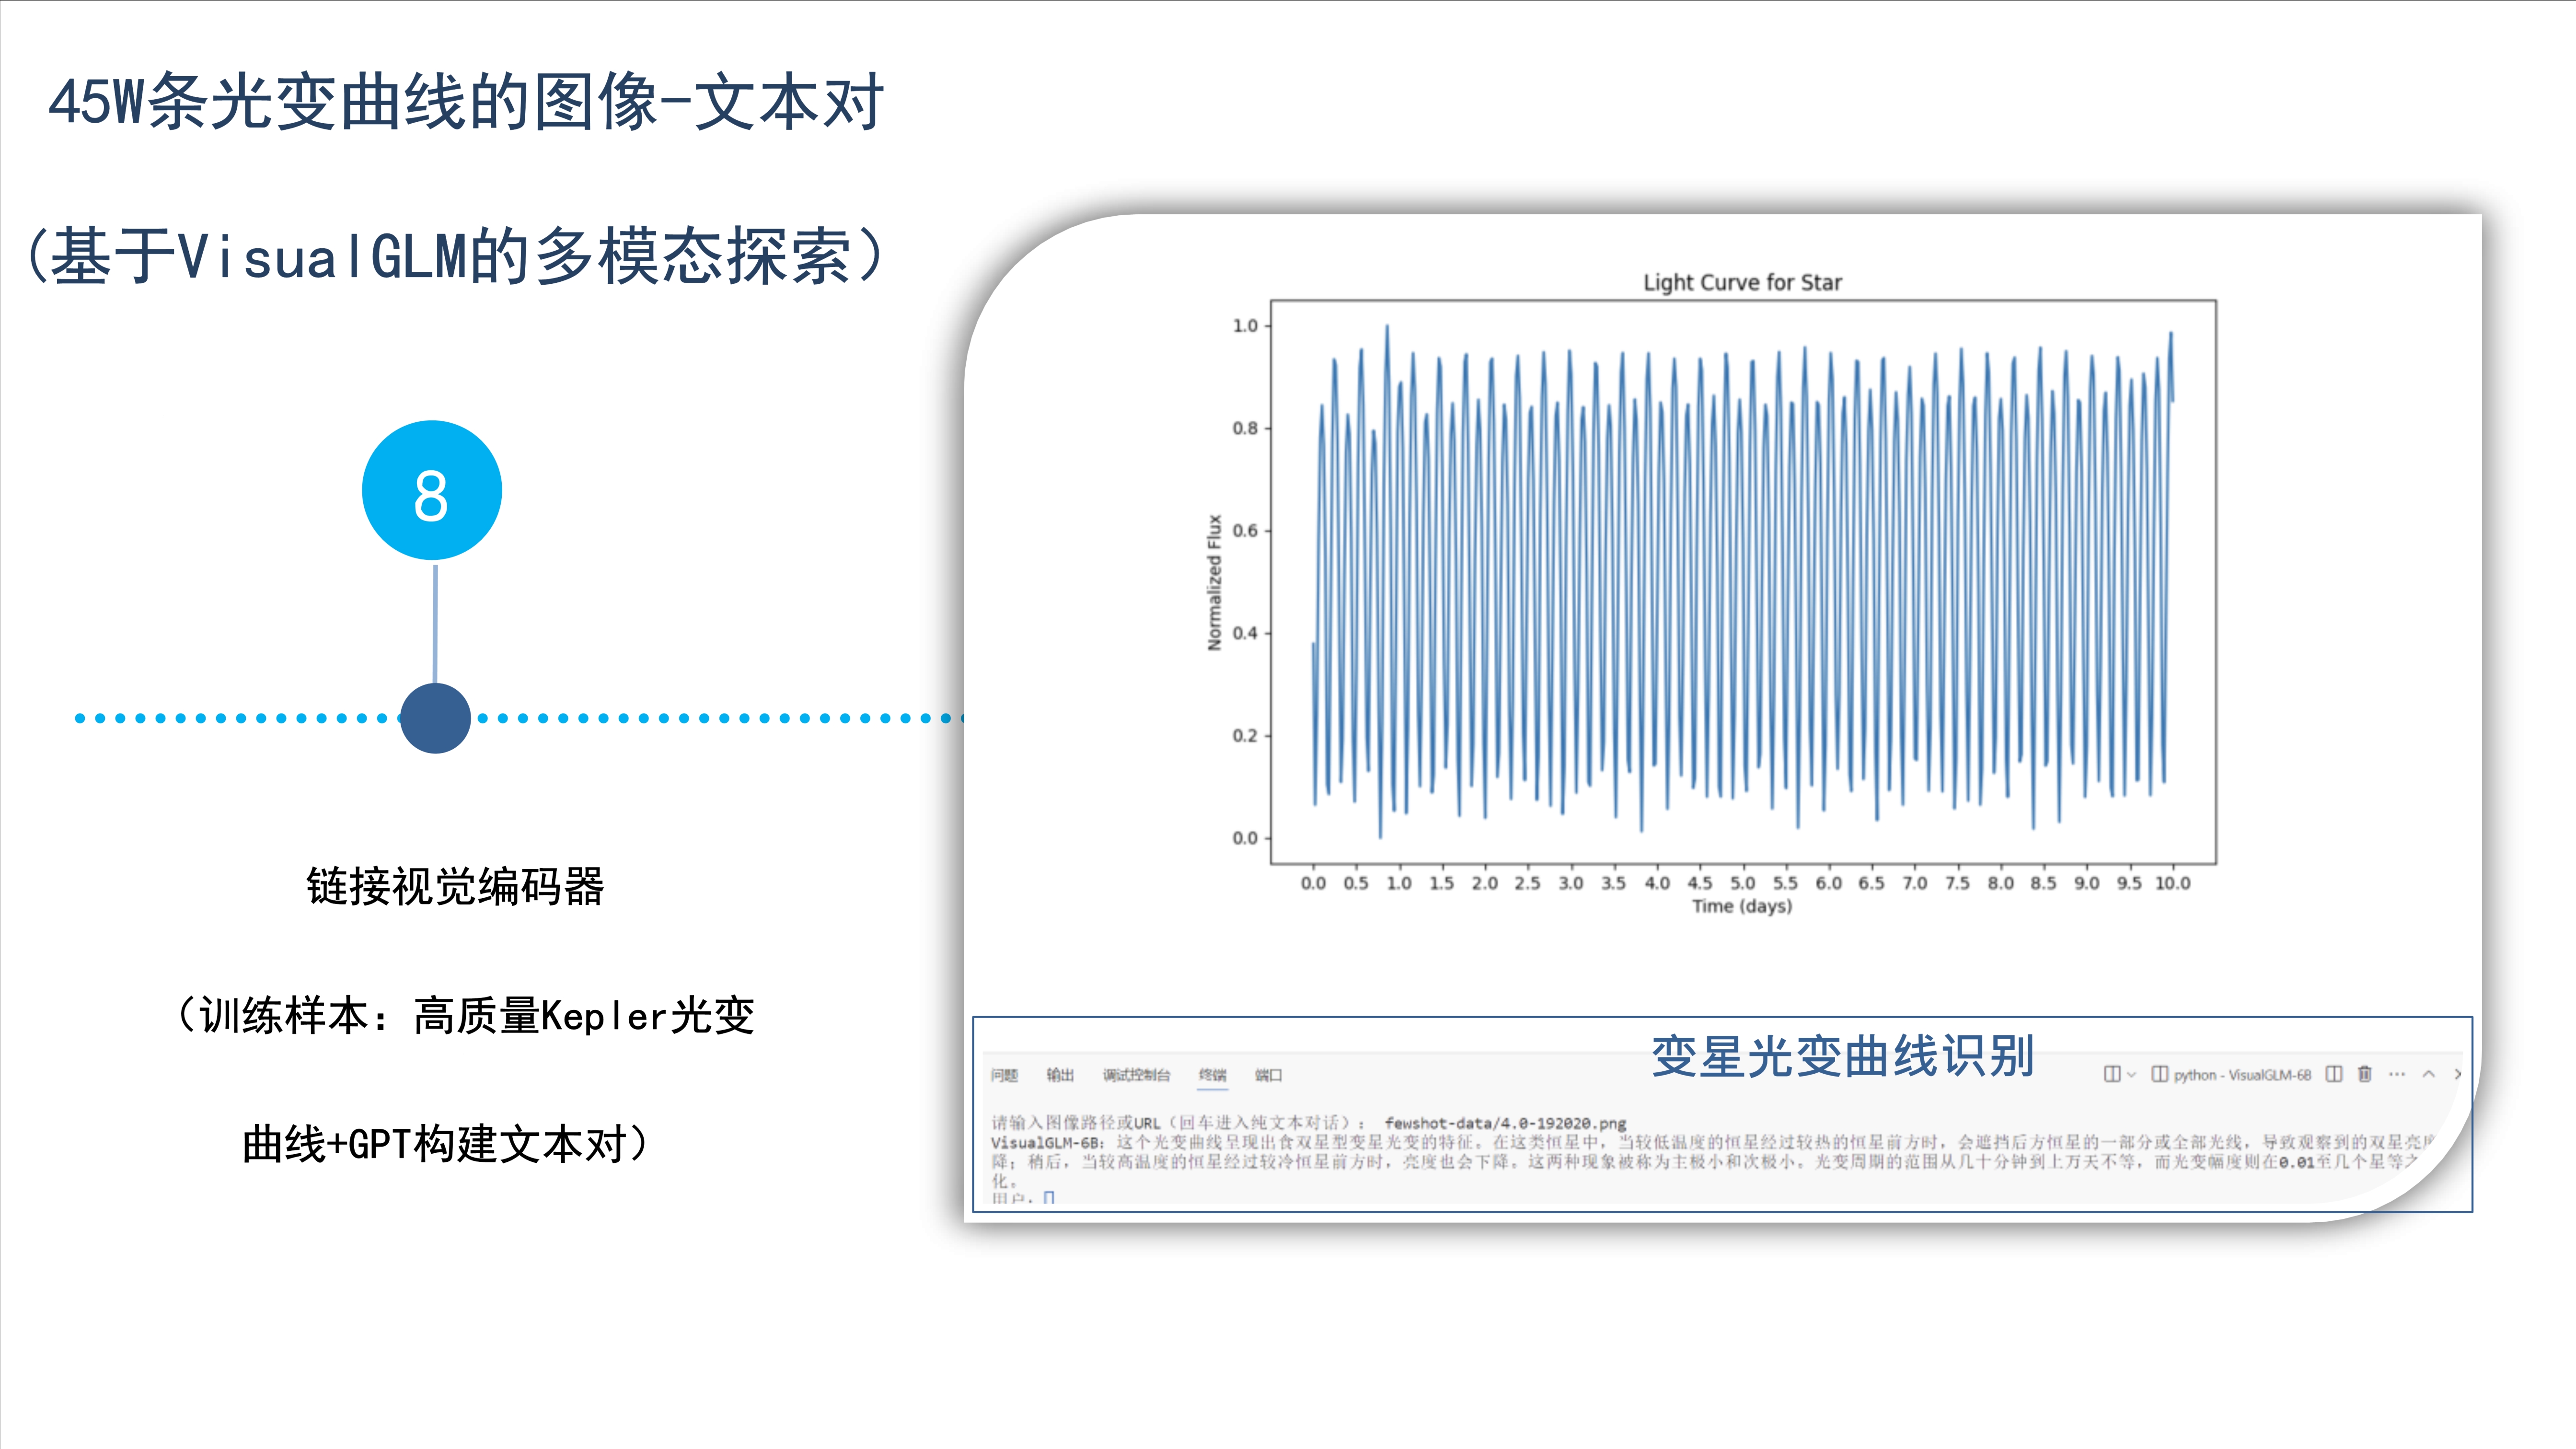 45W条光变曲线的图像-文本对
(基于VisualGLM的多模态探索)
8
链接视觉编码器
（训练样本：高质量Kepler光变
曲线+GPT构建文本对）
Light Curve for Star
Normalized Flux
1.0
0.8
0.6
0.4
0.2
0.0
0.0 0.5 1.0 1.5 2.0 2.5 3.0 3.5 4.0 4.5 5.0 5.5 6.0 6.5 7.0 7.5 8.0 8.5 9.0 9.5 10.0
Time (days)
变星光变曲线识别
问题 输出 调试控制台 终端 端口 python - VisualGLM-6B
请输入图像路径或URL（回车进入纯文本对话）： fewshot-data/4.0-192020.png
VisualGLM-6B：这个光变曲线呈现出食双星型变星光变的特征。在这类恒星中，当较低温度的恒星经过较热的恒星前方时，会遮挡后方恒星的一部分或全部光线，导致观察到的双星亮度
降；稍后，当较高温度的恒星经过较冷恒星前方时，亮度也会下降。这两种现象被称为主极小和次极小。光变周期的范围从几十分钟到上万天不等，而光变幅度则在0.01至几个星等之
化。
用户：